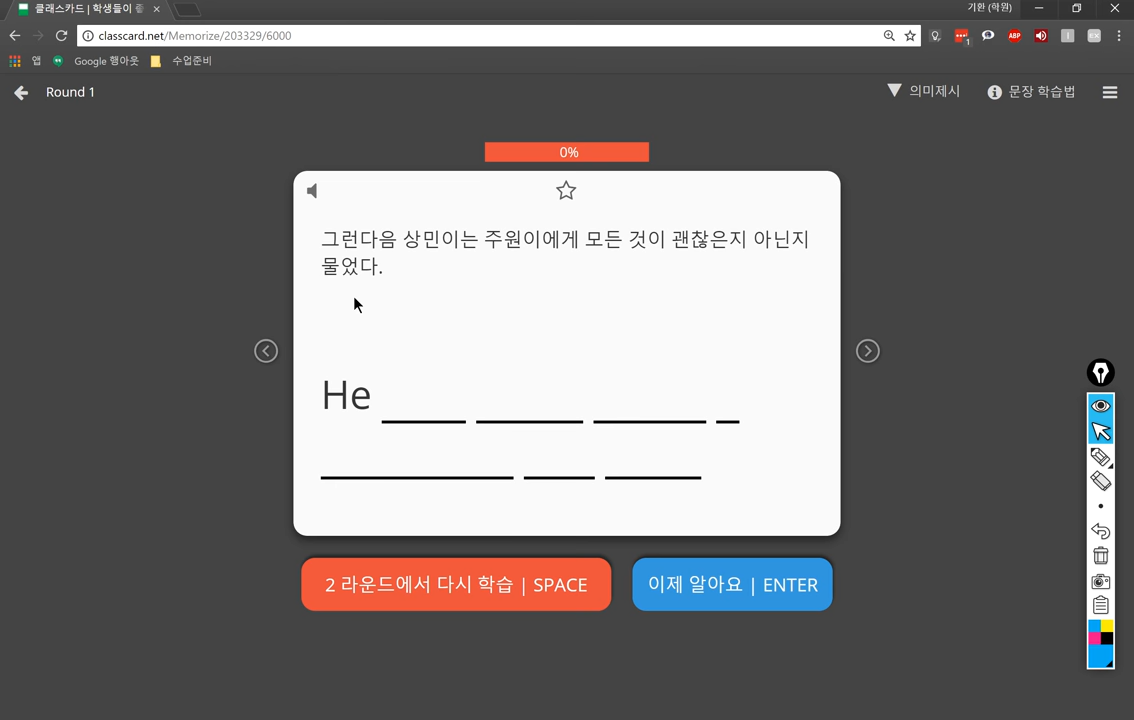 클래스카드 | 학생들이 좋
기환 (학원)
classcard.net/Memorize/203329/6000
1
ABP
앱
Google 행아웃
수업준비
Round 1
의미제시
문장 학습법
0%
그런다음 상민이는 주원이에게 모든 것이 괜찮은지 아닌지
물었다.
He
2 라운드에서 다시 학습 | SPACE
이제 알아요 | ENTER